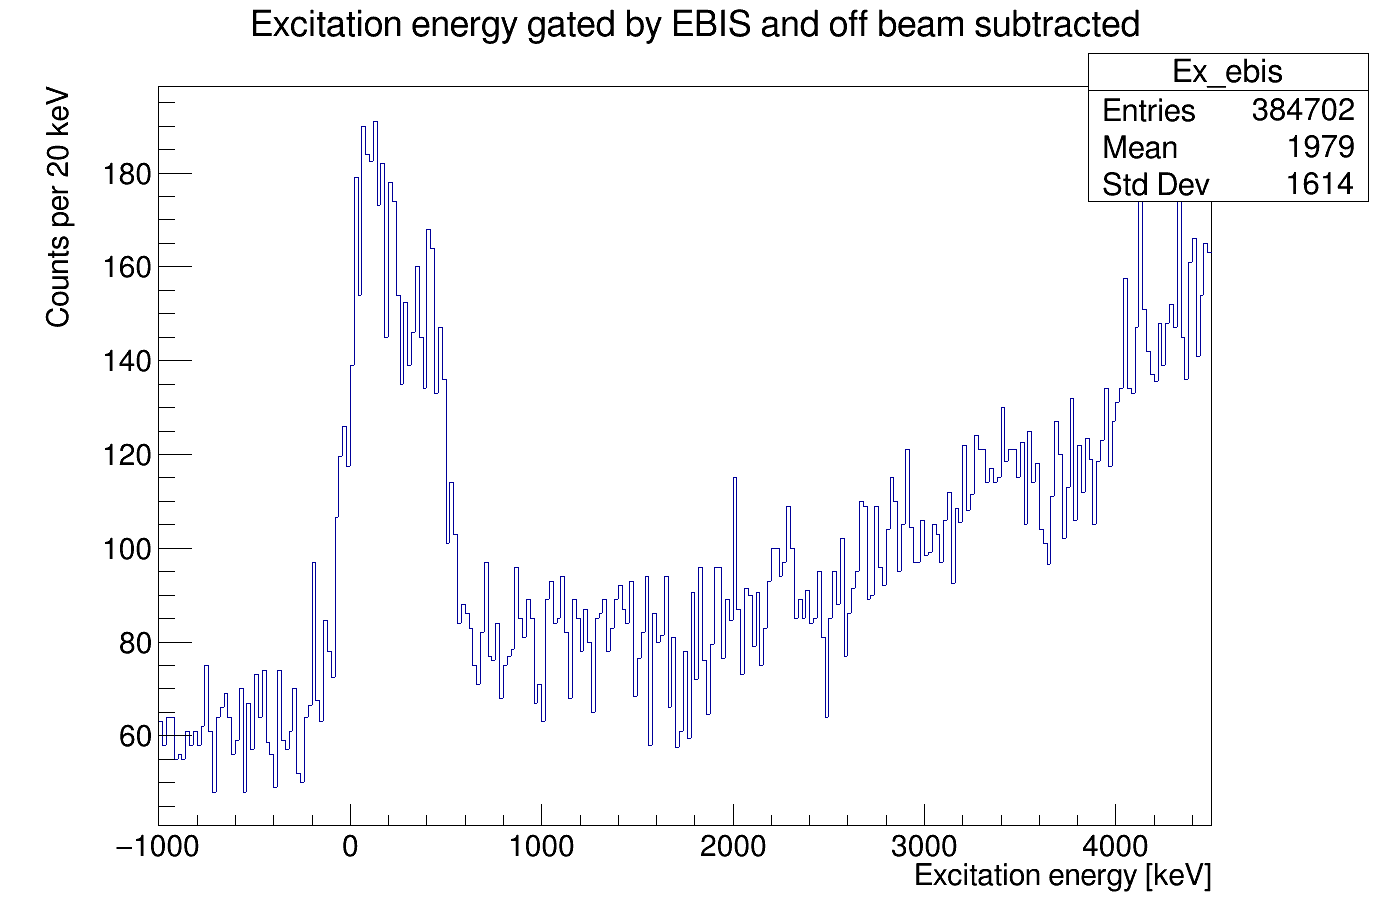 Excitation energy gated by EBIS and off beam subtracted
Ex_ebis
Entries 384702
Mean 1979
Std Dev 1614
Counts per 20 keV
180
160
140
120
100
80
60
−1000 0 1000 2000 3000 4000
Excitation energy [keV]